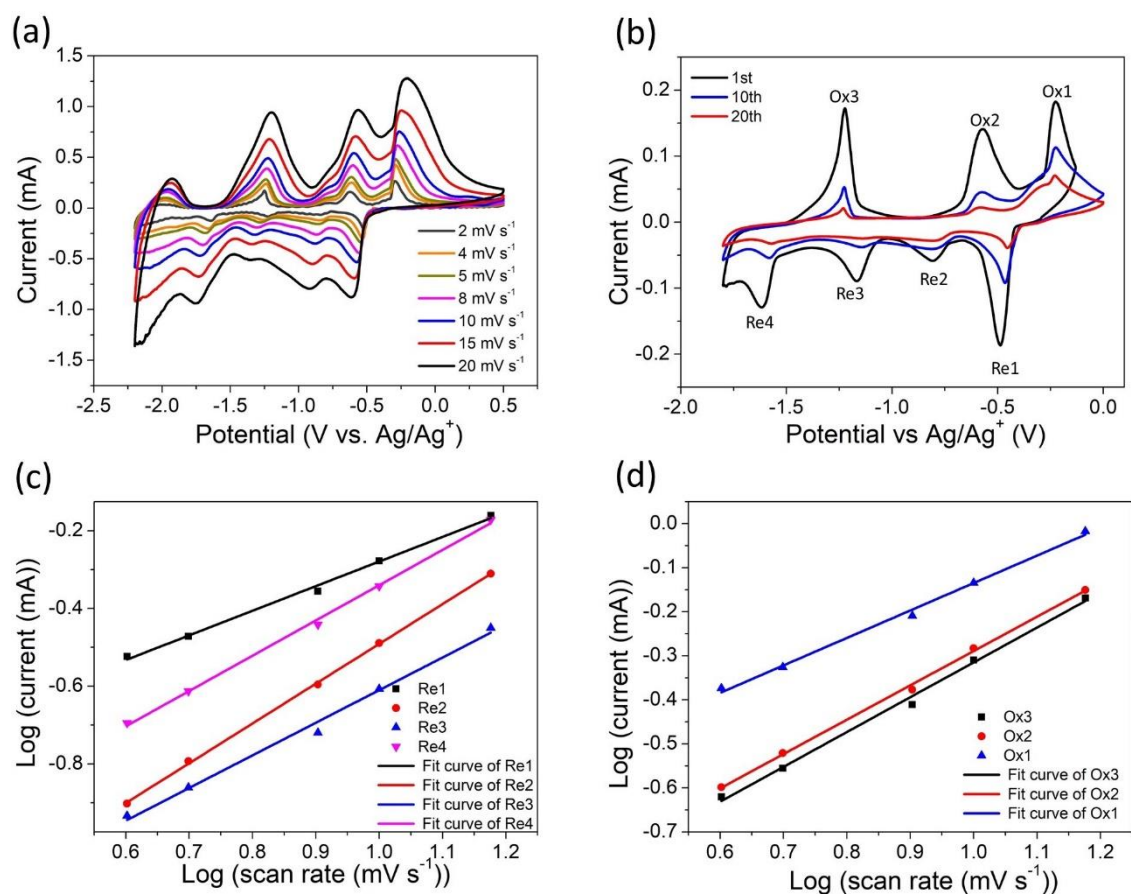 (a)
1.5
1.0
0.5
0.0
-0.5
-1.0
-1.5
Current (mA)
2 mV s⁻¹
4 mV s⁻¹
5 mV s⁻¹
8 mV s⁻¹
10 mV s⁻¹
15 mV s⁻¹
20 mV s⁻¹
-2.5 -2.0 -1.5 -1.0 -0.5 0.0 0.5
Potential (V vs. Ag/Ag⁺)
(b)
0.2
0.1
0.0
-0.1
-0.2
Current (mA)
1st
10th
20th
Ox3
Ox2
Ox1
Re4
Re3
Re2
Re1
-2.0 -1.5 -1.0 -0.5 0.0
Potential vs Ag/Ag⁺ (V)
(c)
-0.2
-0.4
-0.6
-0.8
Log (current (mA))
Re1
Re2
Re3
Re4
Fit curve of Re1
Fit curve of Re2
Fit curve of Re3
Fit curve of Re4
0.6 0.7 0.8 0.9 1.0 1.1 1.2
Log (scan rate (mV s⁻¹))
(d)
0.0
-0.1
-0.2
-0.3
-0.4
-0.5
-0.6
-0.7
Log (current (mA))
Ox3
Ox2
Ox1
Fit curve of Ox3
Fit curve of Ox2
Fit curve of Ox1
0.6 0.7 0.8 0.9 1.0 1.1 1.2
Log (scan rate (mV s⁻¹))